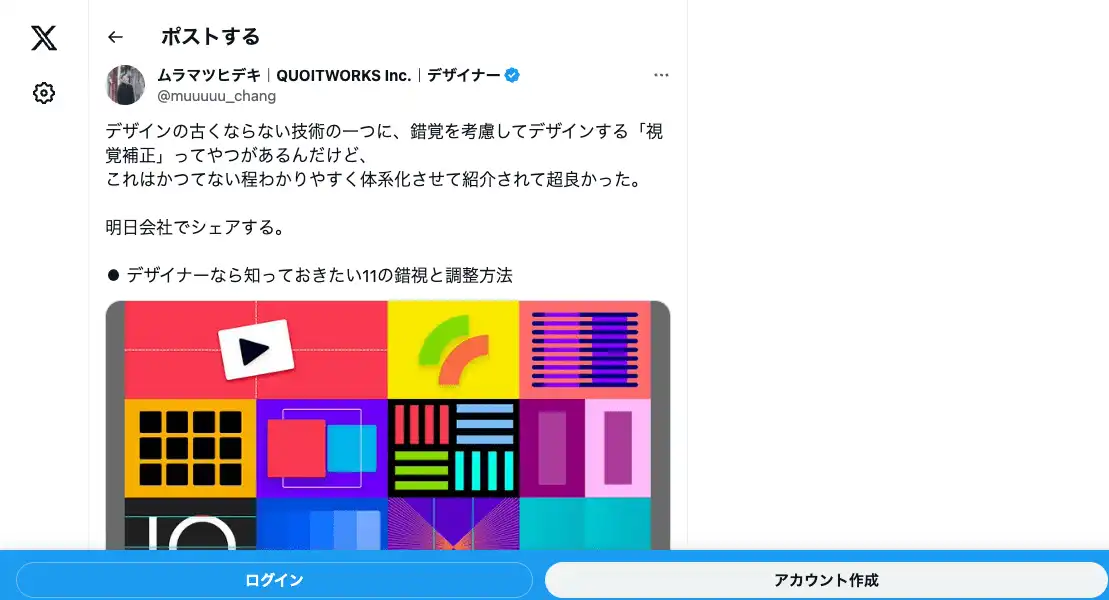 ポストする
ムラマツヒデキ｜QUOITWORKS Inc.｜デザイナー
@muuuuu_chang
デザインの古くならない技術の一つに、錯覚を考慮してデザインする「視
覚補正」ってやつがあるんだけど、
これはかつてない程わかりやすく体系化させて紹介されて超良かった。
明日会社でシェアする。
● デザイナーなら知っておきたい11の錯視と調整方法
ログイン
アカウント作成